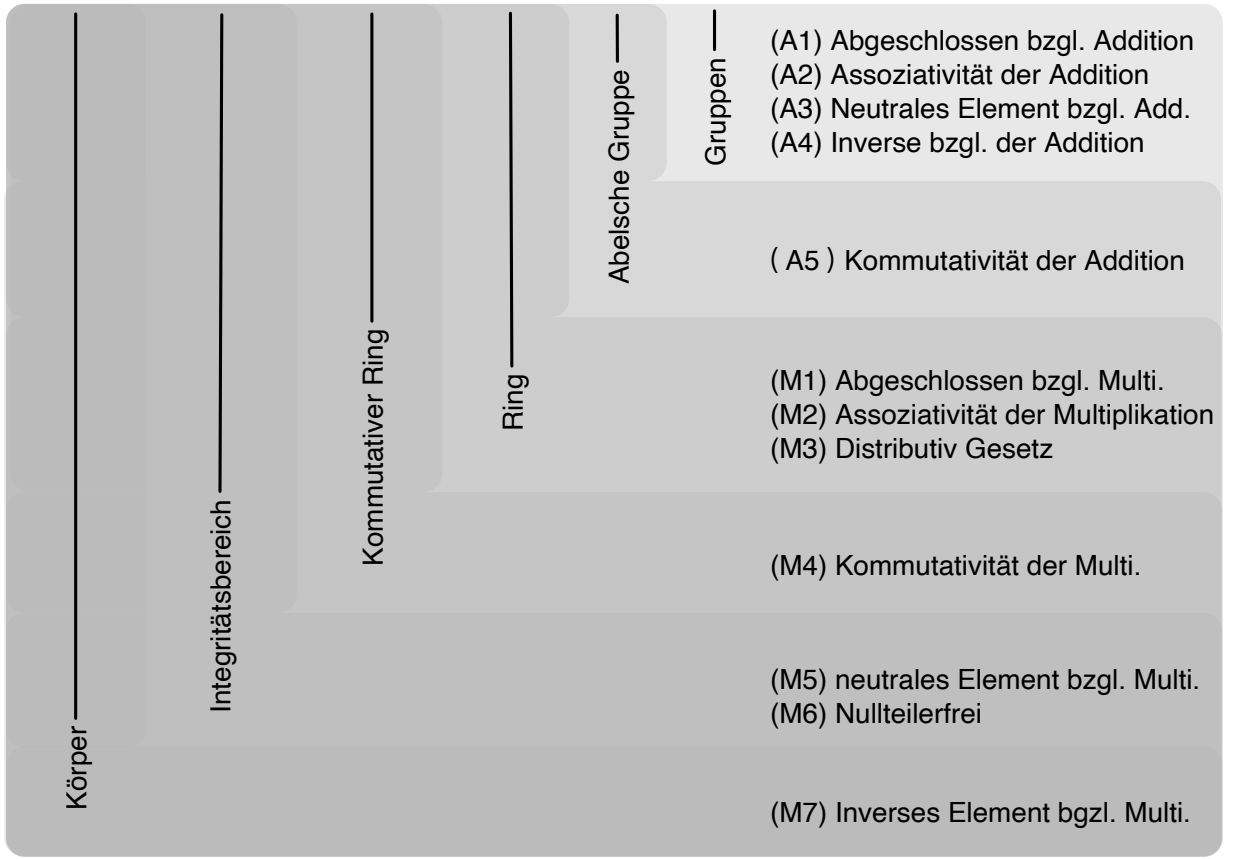 (A1) Abgeschlossen bzgl. Addition
(A2) Assoziativität der Addition
(A3) Neutrales Element bzgl. Add.
(A4) Inverse bzgl. der Addition
Gruppen
Abelsche Gruppe
( A5 ) Kommutativität der Addition
Ring
(M1) Abgeschlossen bzgl. Multi.
(M2) Assoziativität der Multiplikation
(M3) Distributiv Gesetz
Kommutativer Ring
(M4) Kommutativität der Multi.
Integritätsbereich
(M5) neutrales Element bzgl. Multi.
(M6) Nullteilerfrei
Körper
(M7) Inverses Element bgzl. Multi.